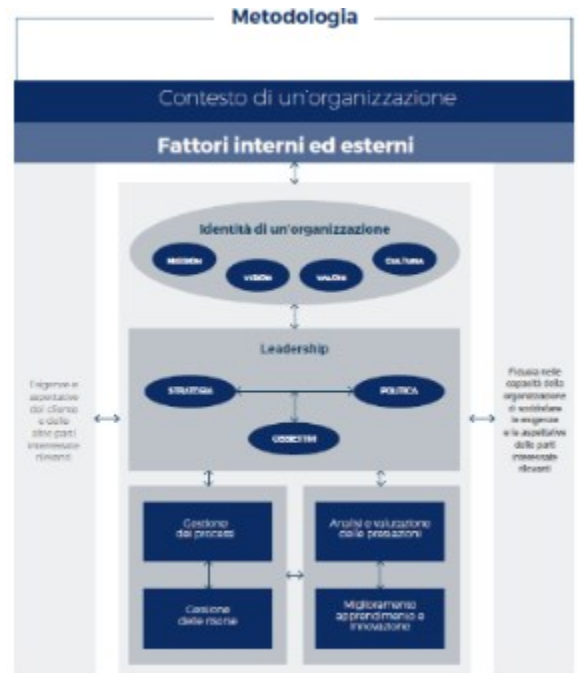 Metodologia
Contesto di un'organizzazione
Fattori interni ed esterni
Identità di un'organizzazione
MISSION
VISION
VALORI
CULTURA
Leadership
STRATEGIA
POLITICA
OBIETTIVI
Esigenze e
aspettative
del cliente
e delle
altre parti
interessate
rilevanti
Fiducia nelle
capacità della
organizzazione
di soddisfare
le esigenze
e le aspettative
delle parti
interessate
rilevanti
Gestione
dei processi
Analisi e valutazione
delle prestazioni
Gestione
delle risorse
Miglioramento
apprendimento e
innovazione